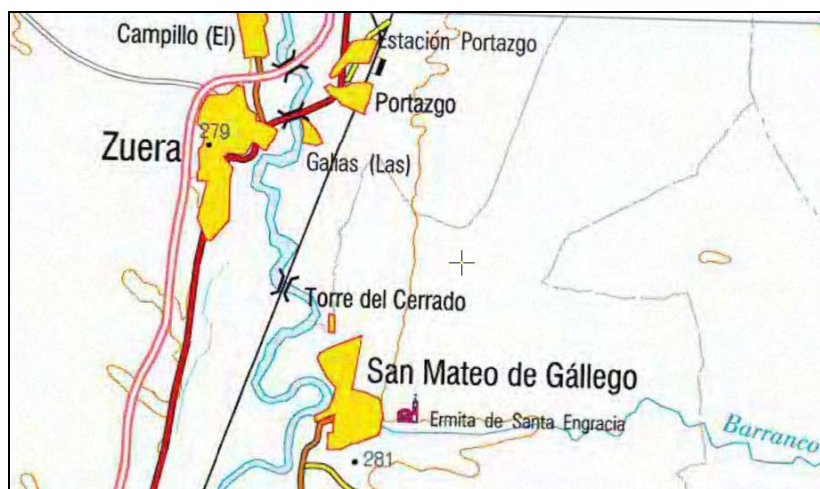 Campillo (El)
Estación Portazgo
Portazgo
279
Zuera
Galias (Las)
Torre del Cerrado
San Mateo de Gállego
Ermita de Santa Engracia
Barranco
281